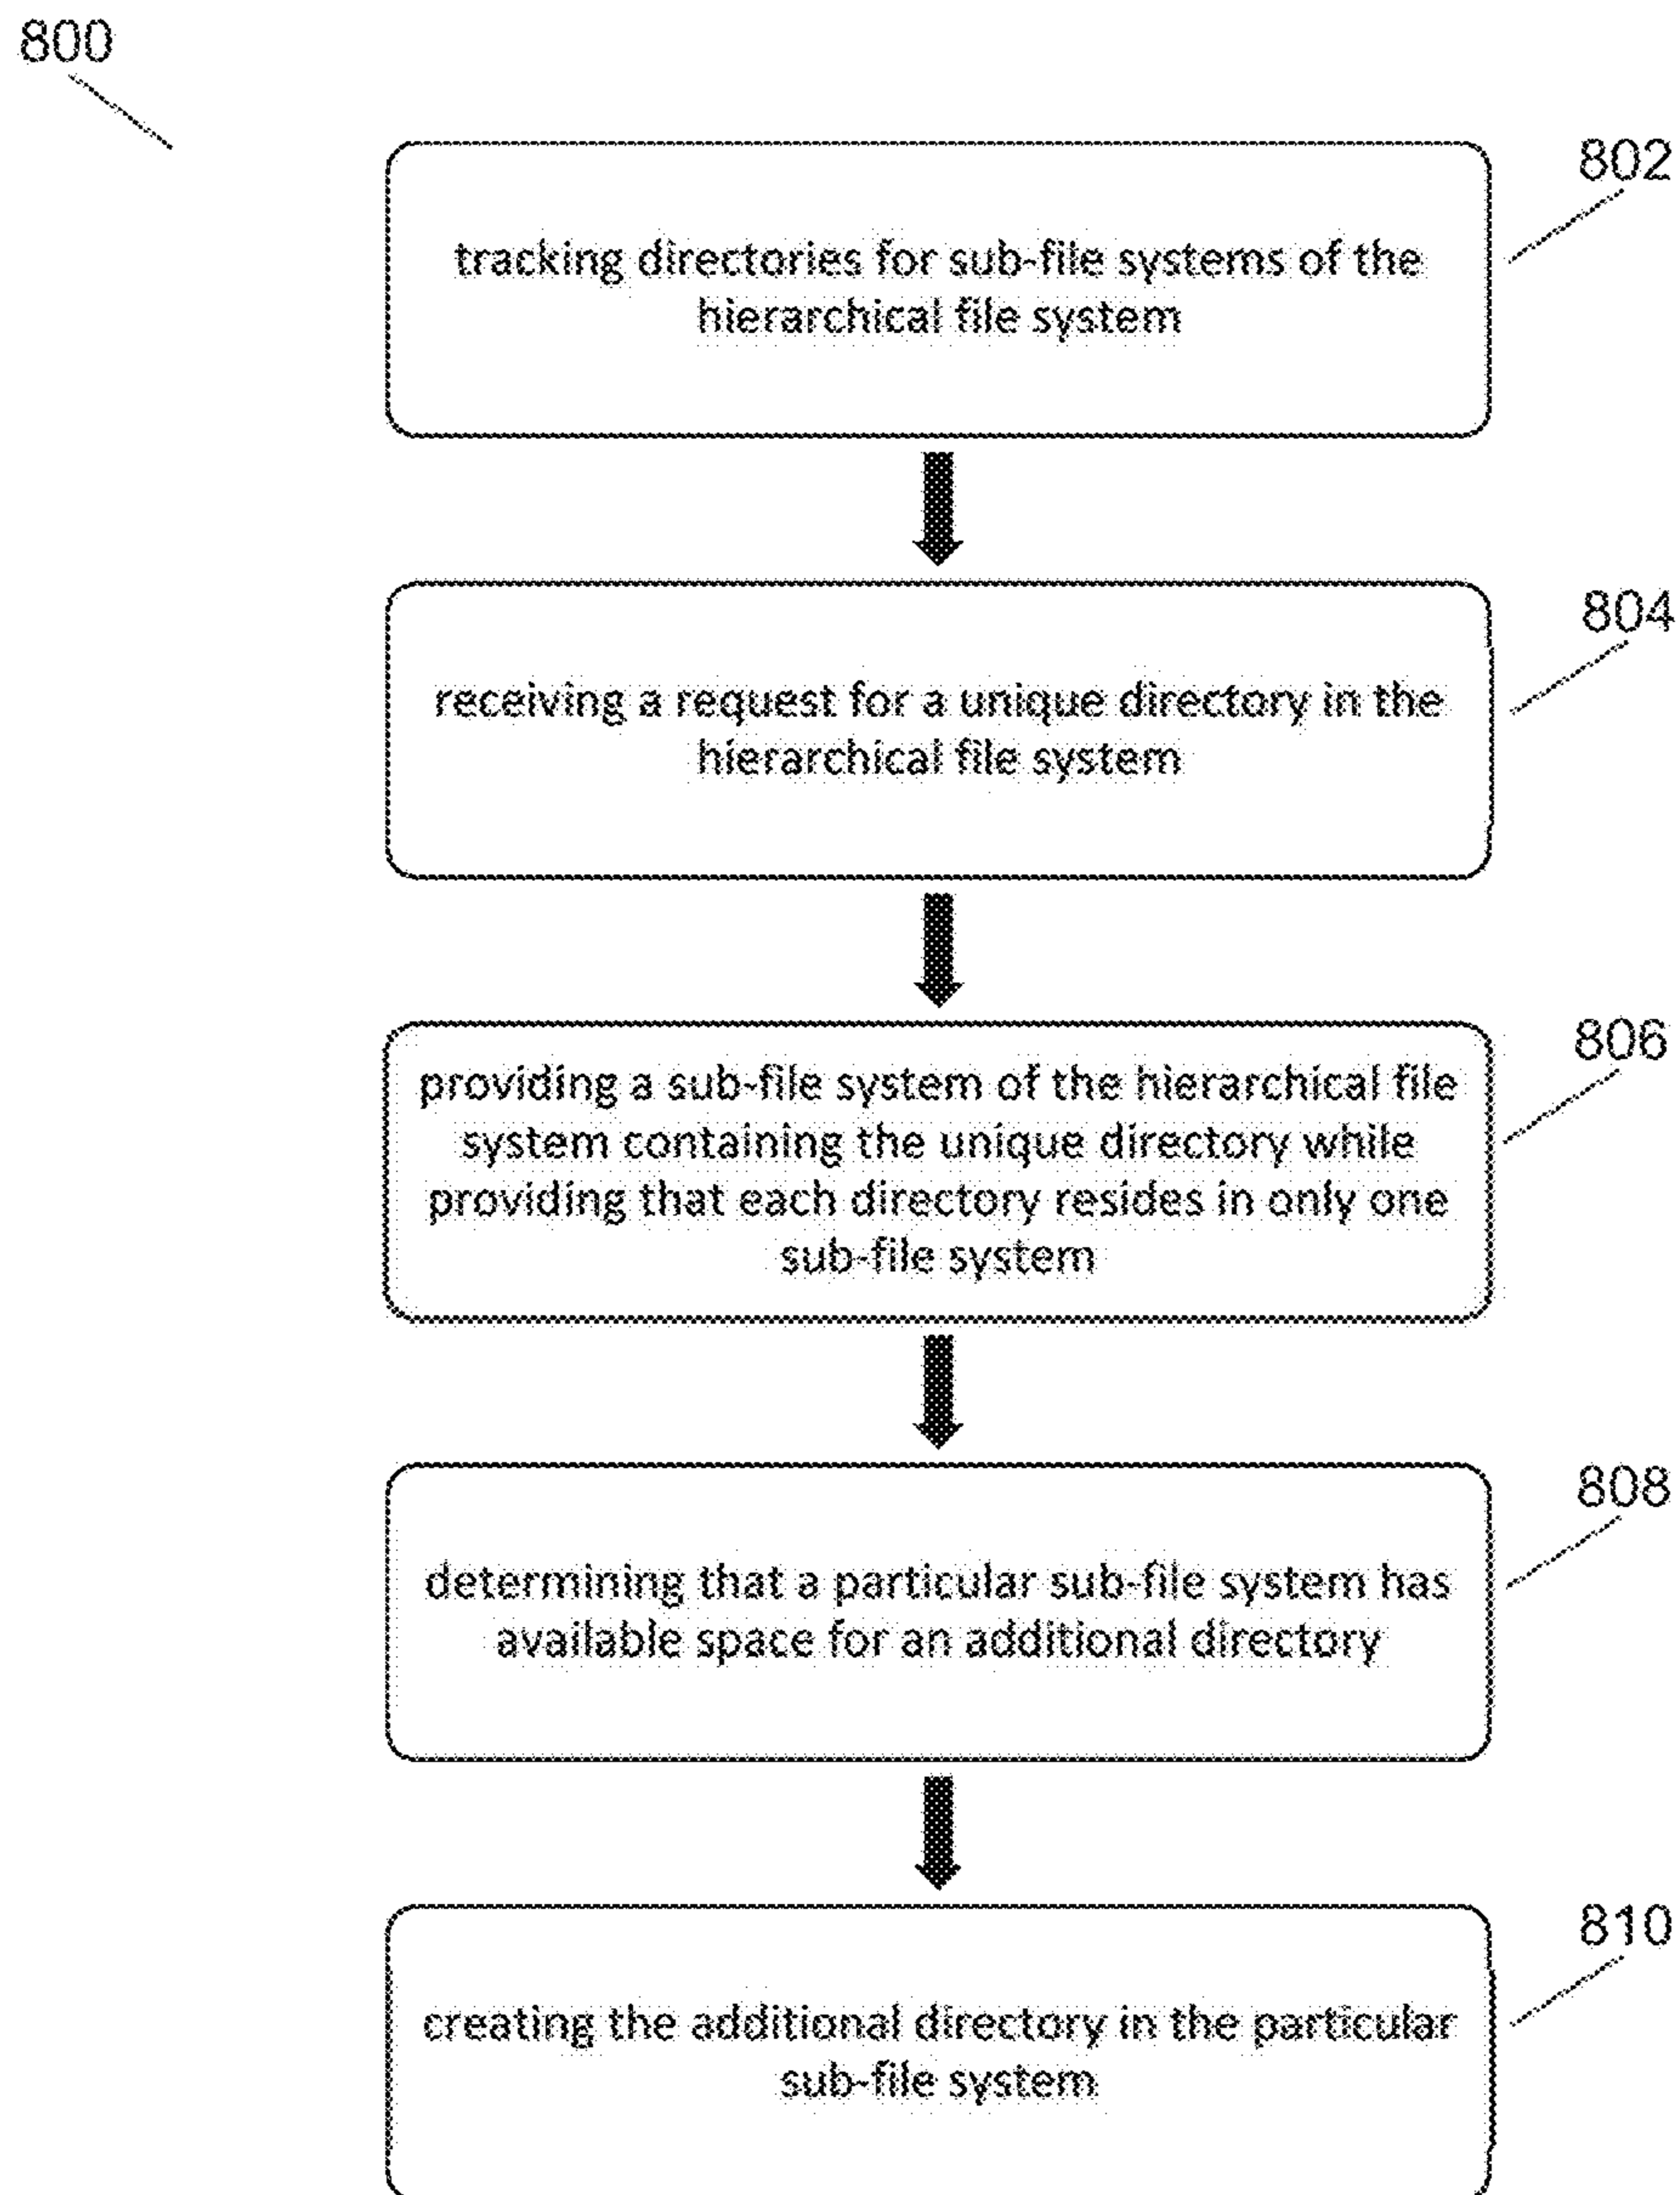 800
802
tracking directories for sub-file systems of the
hierarchical file system
804
receiving a request for a unique directory in the
hierarchical file system
806
providing a sub-file system of the hierarchical file
system containing the unique directory while
providing that each directory resides in only one
sub-file system
808
determining that a particular sub-file system has
available space for an additional directory
810
creating the additional directory in the particular
sub-file system